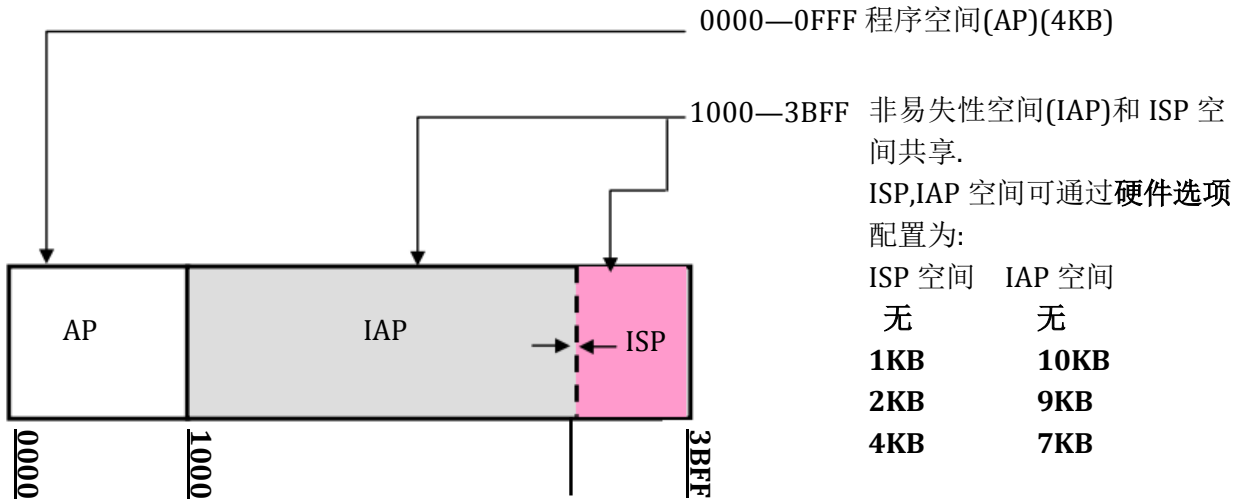 0000—0FFF 程序空间(AP)(4KB)
1000—3BFF 非易失性空间(IAP)和 ISP 空
间共享.
ISP,IAP 空间可通过硬件选项
配置为:
ISP 空间 IAP 空间
无 无
1KB 10KB
2KB 9KB
4KB 7KB
AP IAP ISP
0000 1000 3BFF